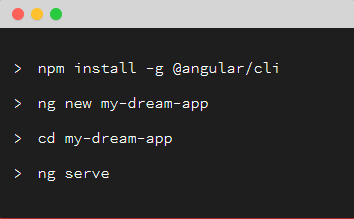 > npm install -g @angular/cli
> ng new my-dream-app
> cd my-dream-app
> ng serve